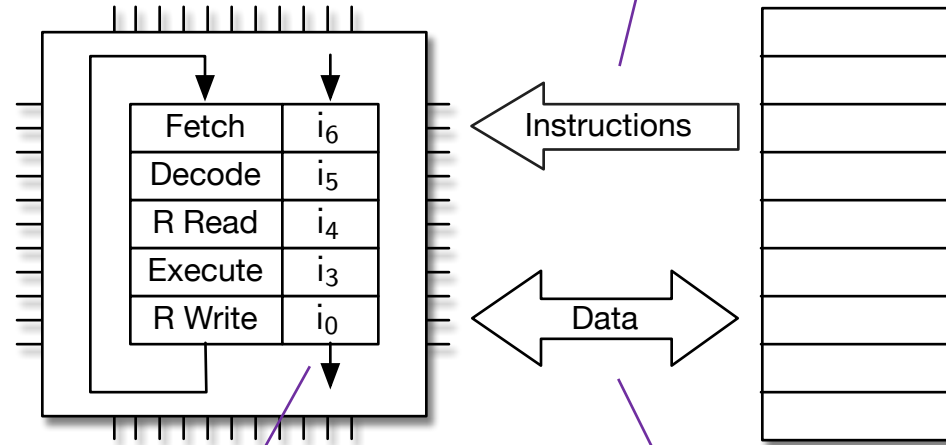 Fetch i₆
Instructions
Decode i₅
R Read i₄
Execute i₃
R Write i₀
Data